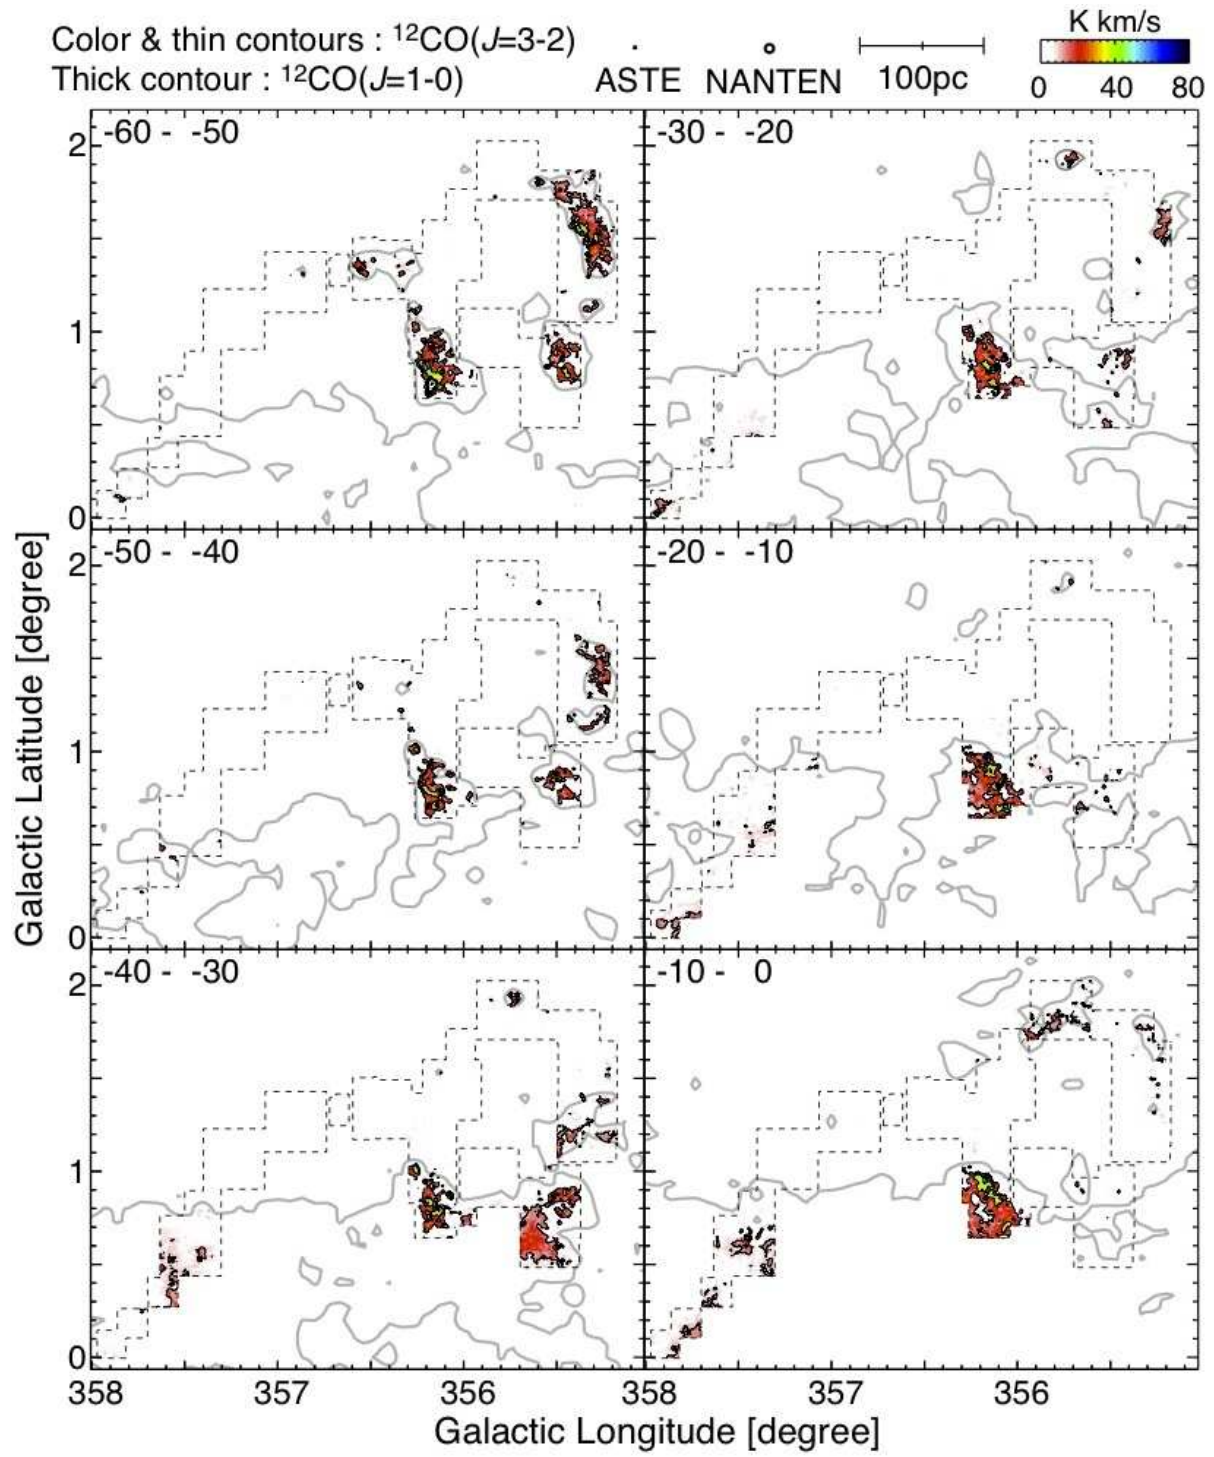 Color & thin contours : ¹²CO(J=3-2)
Thick contour : ¹²CO(J=1-0)
ASTE NANTEN 100pc
K km/s
0 40 80
-60 - -50
-30 - -20
2
1
0
-50 - -40
-20 - -10
2
1
0
-40 - -30
-10 - 0
2
1
0
Galactic Latitude [degree]
358 357 356 358 357 356
Galactic Longitude [degree]